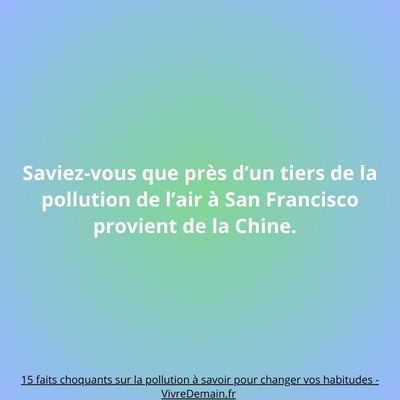 Saviez-vous que près d’un tiers de la
pollution de l’air à San Francisco
provient de la Chine.
15 faits choquants sur la pollution à savoir pour changer vos habitudes -
VivreDemain.fr